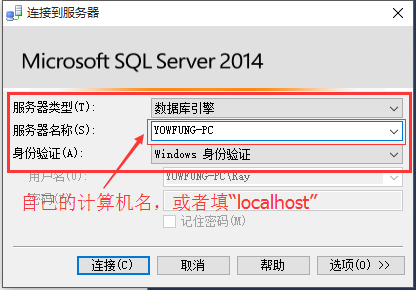 连接到服务器
Microsoft SQL Server 2014
服务器类型(T):
数据库引擎
服务器名称(S):
YOWFUNG-PC
身份验证(A):
Windows 身份验证
用户名(U):
YOWFUNG-PC\Ray
密码(P):
自己的计算机名，或者填“localhost”
记住密码(M)
连接(C)
取消
帮助
选项(O) >>